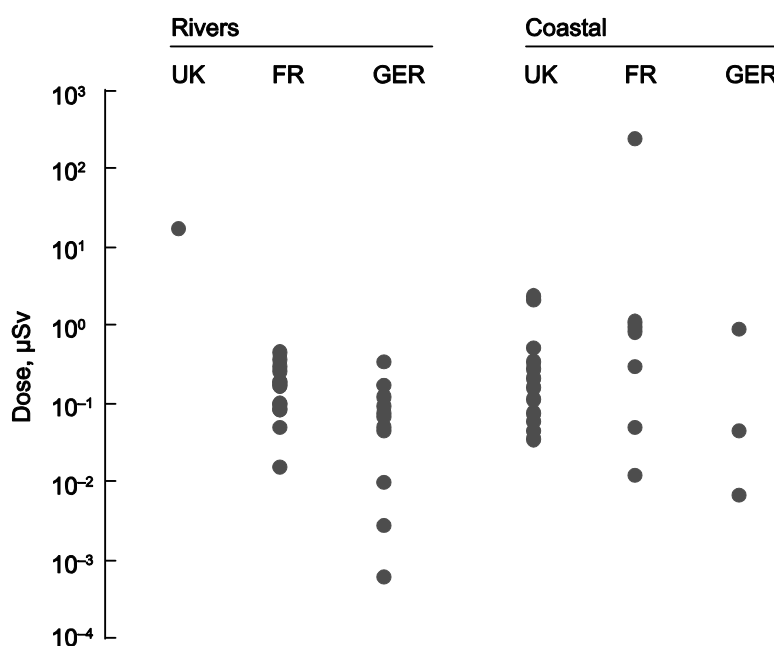 Rivers Coastal
UK FR GER UK FR GER
10³
10²
10¹
10⁰
10⁻¹
10⁻²
10⁻³
10⁻⁴
Dose, µSv